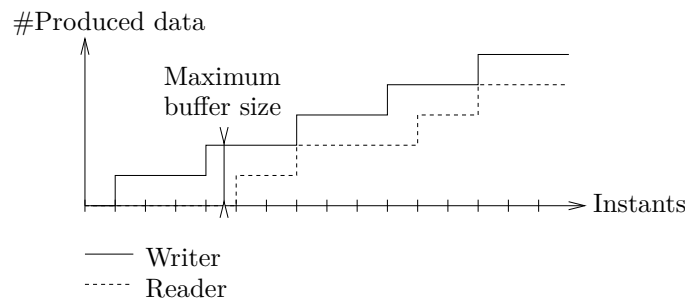 #Produced data
Maximum
buffer size
Instants
Writer
Reader